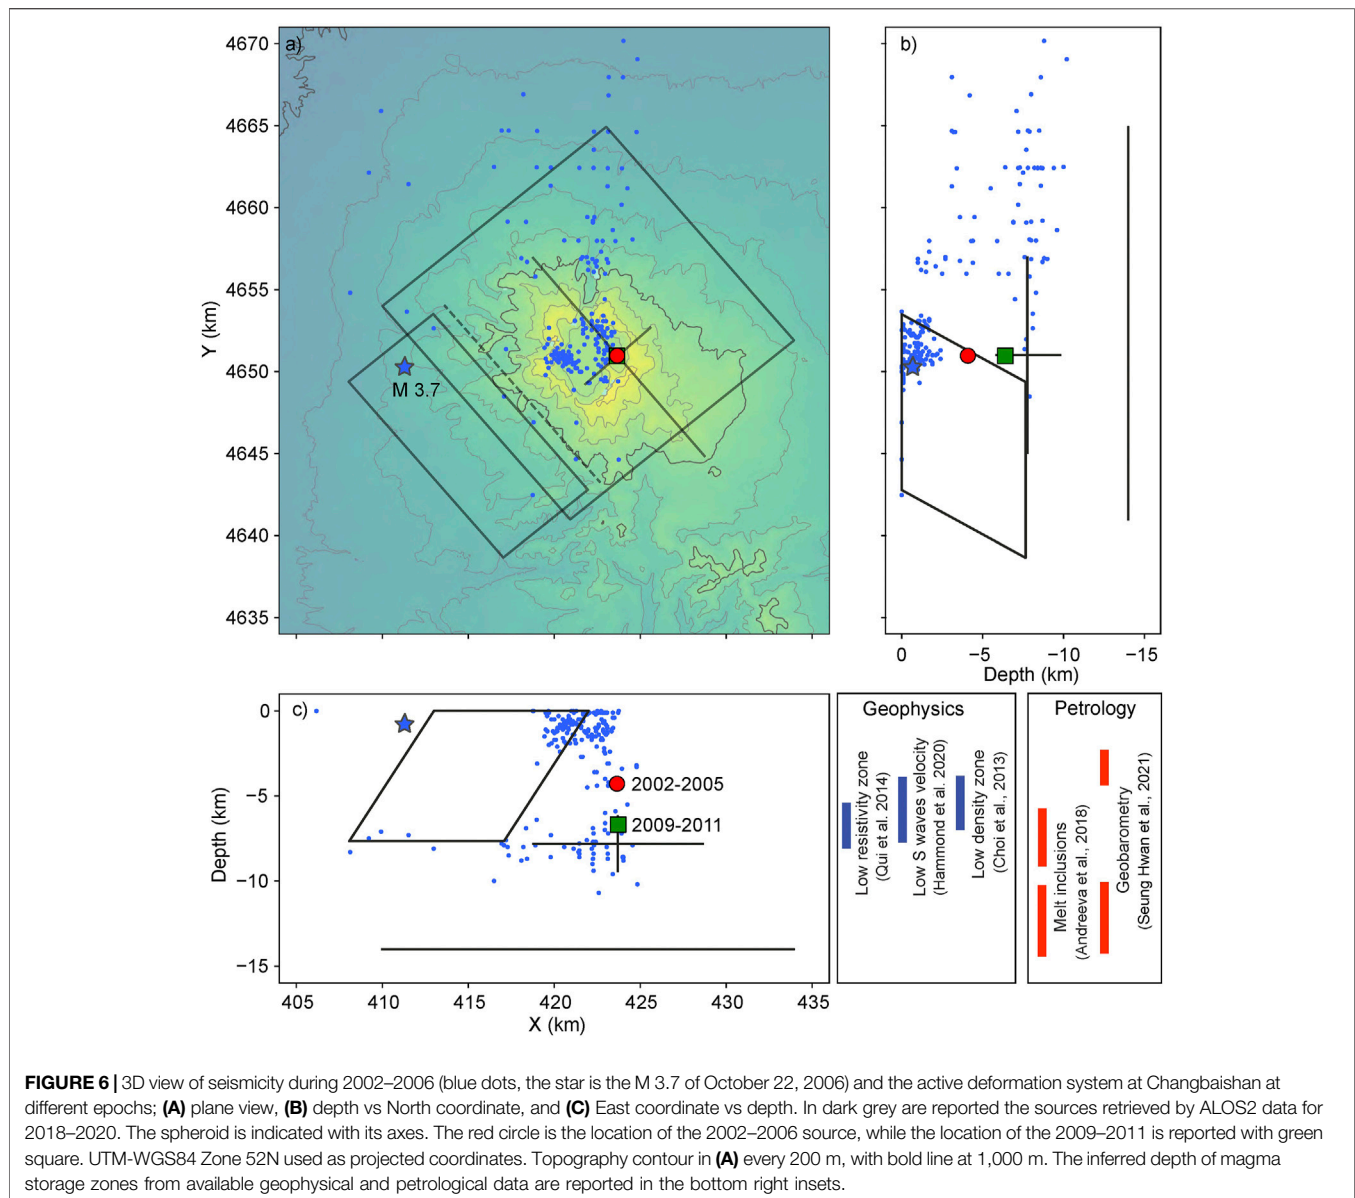 a)
4670
4665
4660
4655
4650
4645
4640
4635
Y (km)
M 3.7
b)
0
−5
−10
−15
Depth (km)
c)
0
−5
−10
−15
Depth (km)
2002-2005
2009-2011
405
410
415
420
425
430
435
X (km)
Geophysics
Low resistivity zone
(Qui et al. 2014)
Low S waves velocity
(Hammond et al. 2020)
Low density zone
(Choi et al., 2013)
Petrology
Melt inclusions
(Andreeva et al., 2018)
Geobarometry
(Seung Hwan et al., 2021)
FIGURE 6 | 3D view of seismicity during 2002–2006 (blue dots, the star is the M 3.7 of October 22, 2006) and the active deformation system at Changbaishan at
different epochs; (A) plane view, (B) depth vs North coordinate, and (C) East coordinate vs depth. In dark grey are reported the sources retrieved by ALOS2 data for
2018–2020. The spheroid is indicated with its axes. The red circle is the location of the 2002–2006 source, while the location of the 2009–2011 is reported with green
square. UTM-WGS84 Zone 52N used as projected coordinates. Topography contour in (A) every 200 m, with bold line at 1,000 m. The inferred depth of magma
storage zones from available geophysical and petrological data are reported in the bottom right insets.